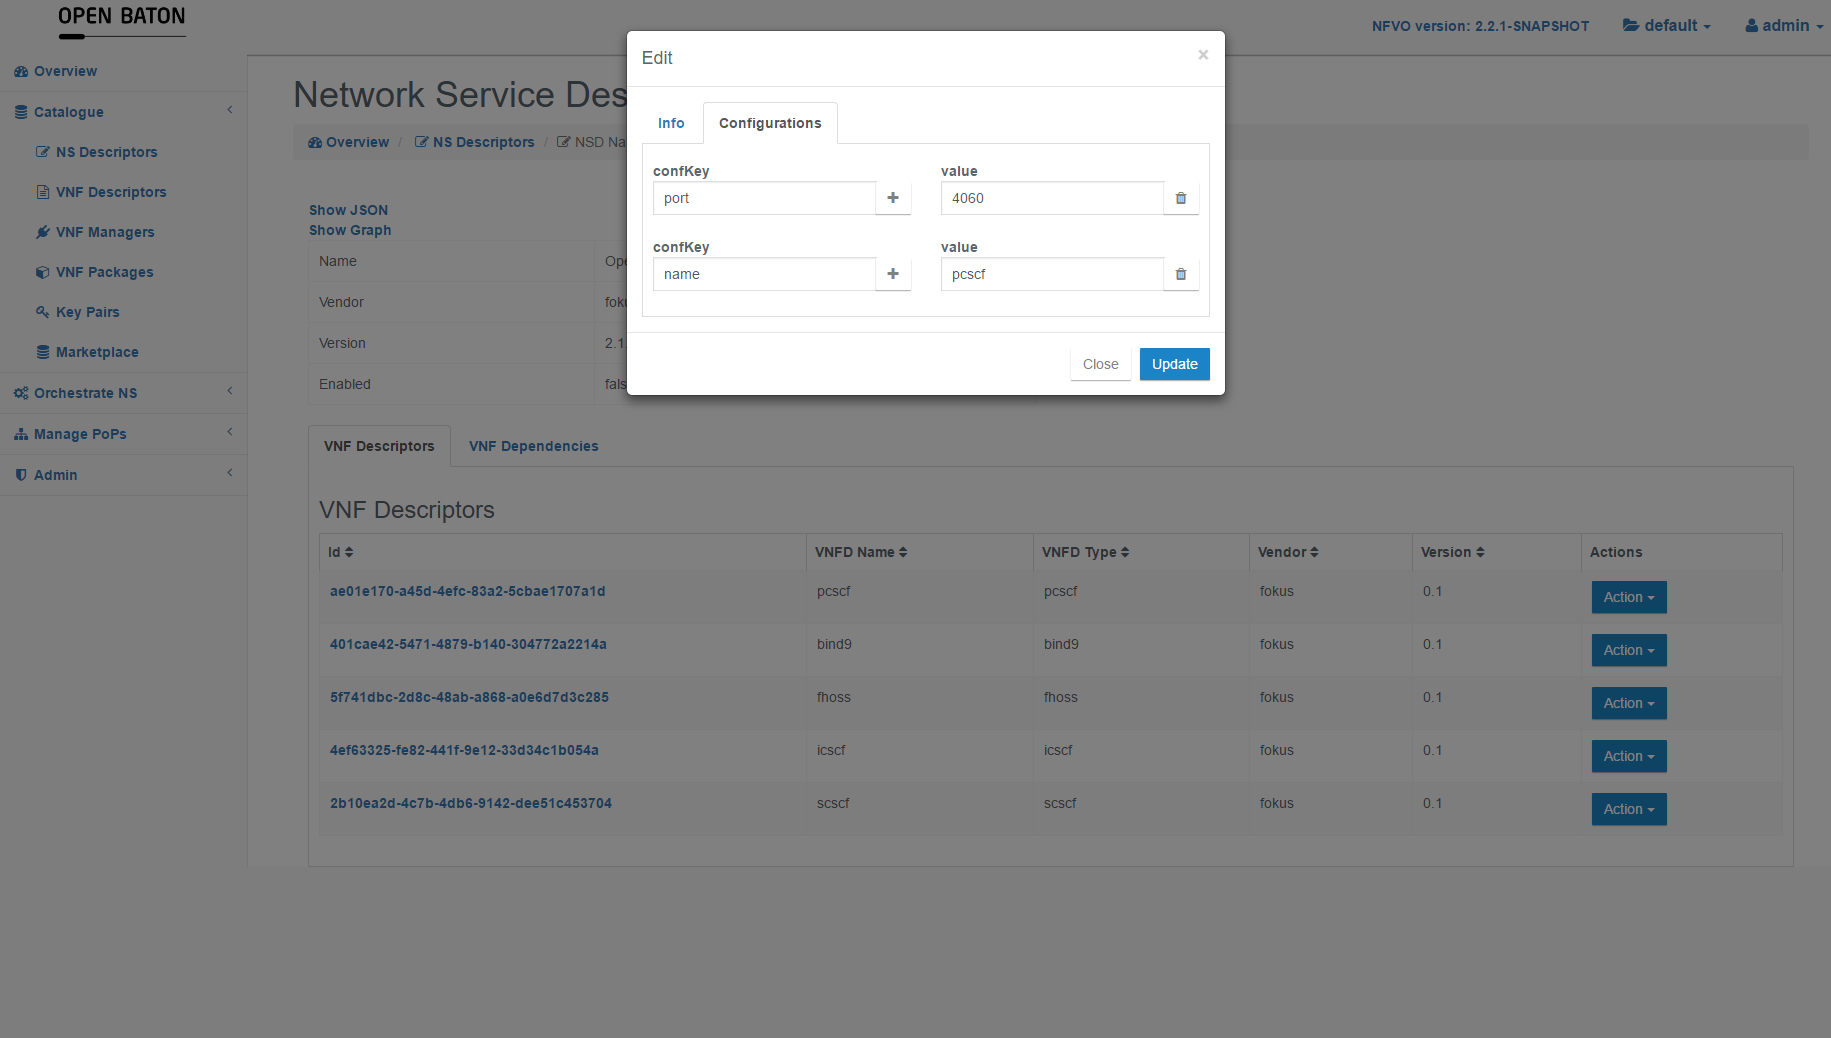 OPEN BATON
NFVO version: 2.2.1-SNAPSHOT
default
admin
Overview
Catalogue
NS Descriptors
VNF Descriptors
VNF Managers
VNF Packages
Key Pairs
Marketplace
Orchestrate NS
Manage PoPs
Admin
Network Service Des
Overview / NS Descriptors / NSD Na
Show JSON
Show Graph
Name Ope
Vendor foku
Version 2.1
Enabled fals
Edit ×
Info Configurations
confKey value
port 4060
confKey value
name pcscf
Close Update
VNF Descriptors VNF Dependencies
VNF Descriptors
Id VNFD Name VNFD Type Vendor Version Actions
ae01e170-a45d-4efc-83a2-5cbae1707a1d pcscf pcscf fokus 0.1 Action
401cae42-5471-4879-b140-304772a2214a bind9 bind9 fokus 0.1 Action
5f741dbc-2d8c-48ab-a868-a0e6d7d3c285 fhoss fhoss fokus 0.1 Action
4ef63325-fe82-441f-9e12-33d34c1b054a icscf icscf fokus 0.1 Action
2b10ea2d-4c7b-4db6-9142-dee51c453704 scscf scscf fokus 0.1 Action